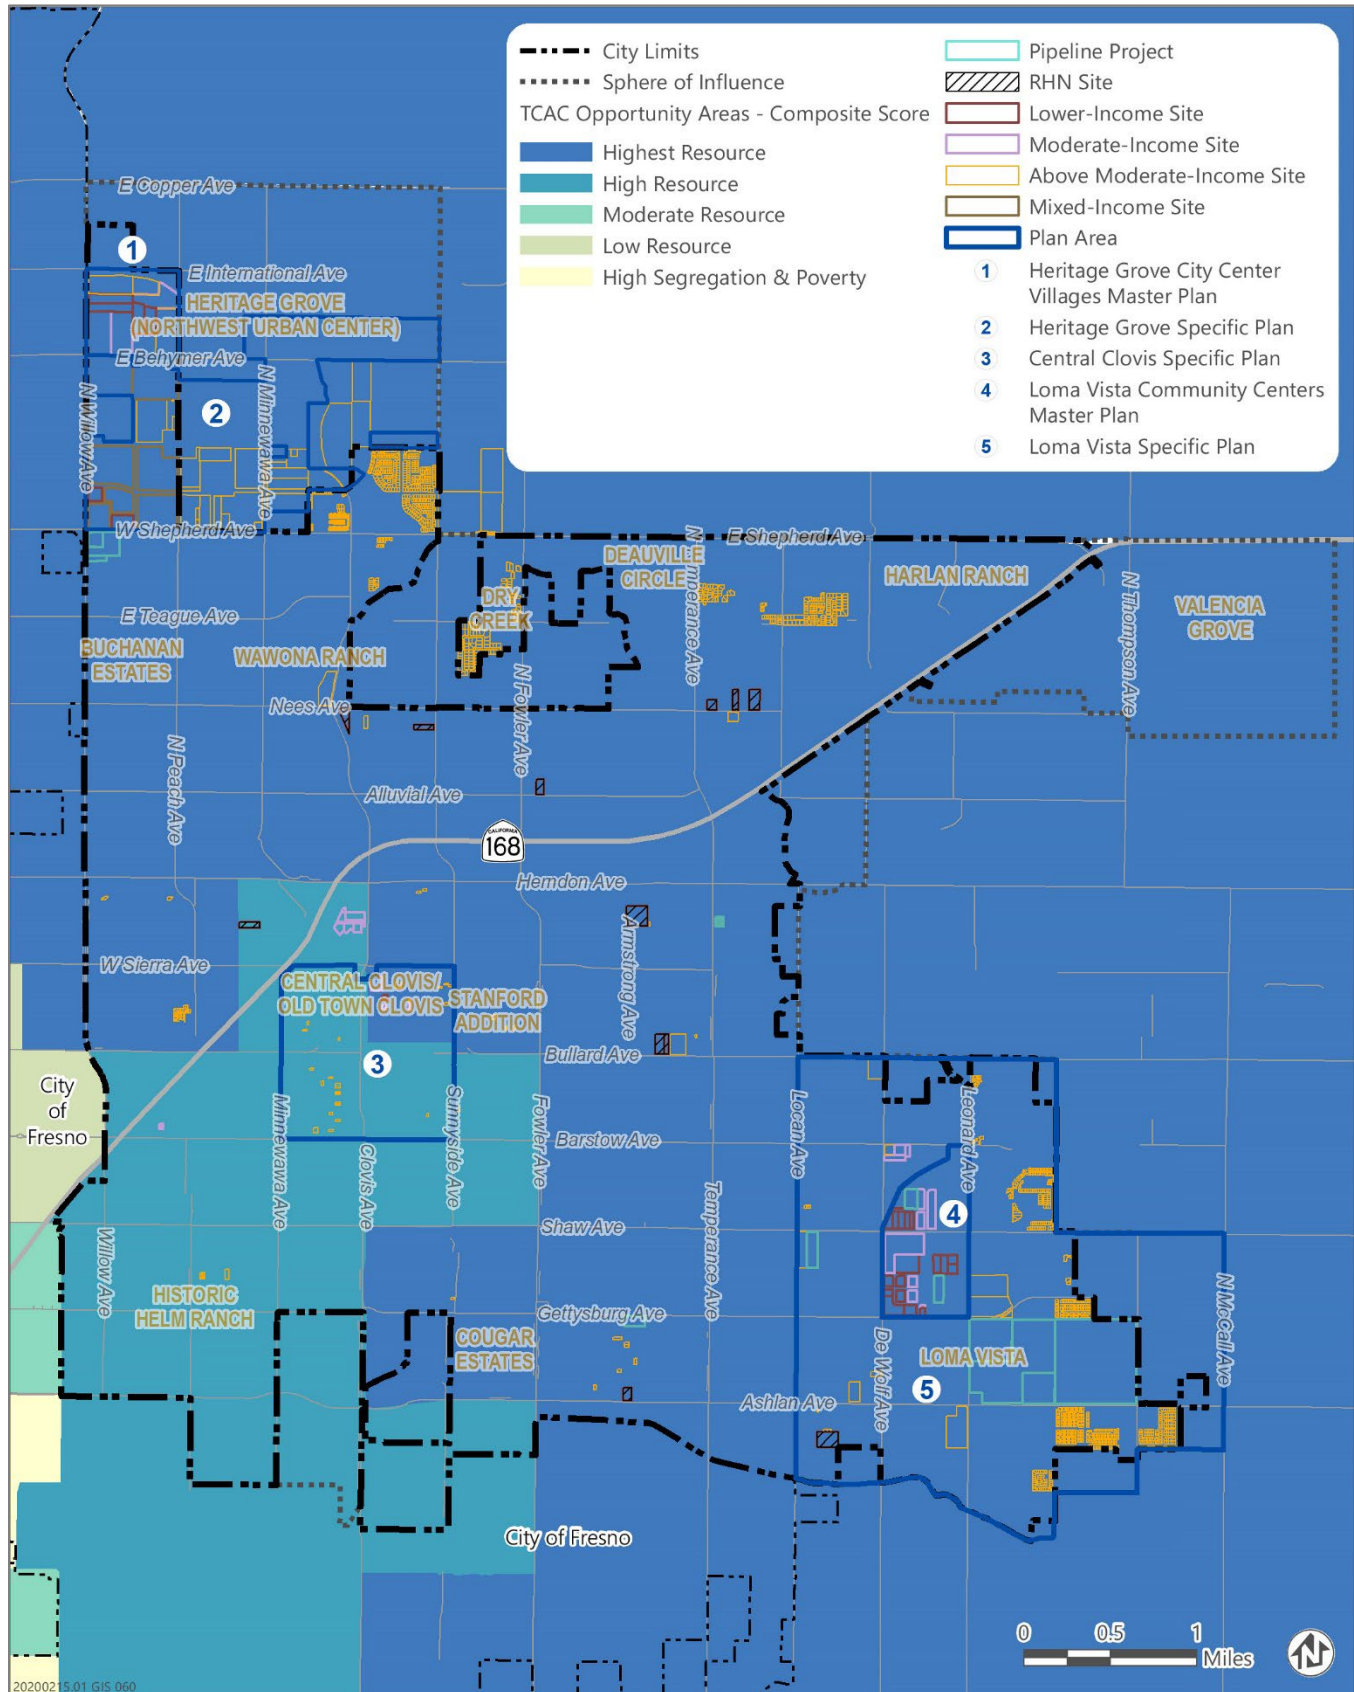 City Limits
Sphere of Influence
TCAC Opportunity Areas - Composite Score
Highest Resource
High Resource
Moderate Resource
Low Resource
High Segregation & Poverty
Pipeline Project
RHN Site
Lower-Income Site
Moderate-Income Site
Above Moderate-Income Site
Mixed-Income Site
Plan Area
1 Heritage Grove City Center
Villages Master Plan
2 Heritage Grove Specific Plan
3 Central Clovis Specific Plan
4 Loma Vista Community Centers
Master Plan
5 Loma Vista Specific Plan
E Copper Ave
1
E International Ave
HERITAGE GROVE
(NORTHWEST URBAN CENTER)
E Behymer Ave
N Willow Ave
N Minnewawa Ave
2
W Shepherd Ave
E Shepherd Ave
DEAUVILLE
CIRCLE
N Temperance Ave
HARLAN RANCH
N Thompson Ave
VALENCIA
GROVE
DRY
CREEK
E Teague Ave
BUCHANAN
ESTATES
WAWONA RANCH
N Fowler Ave
Nees Ave
N Peach Ave
Alluvial Ave
CALIFORNIA
168
Herndon Ave
Armstrong Ave
W Sierra Ave
CENTRAL CLOVIS/
OLD TOWN CLOVIS
STANFORD
ADDITION
Bullard Ave
3
City
of
Fresno
Minnewawa Ave
Clovis Ave
Sunnyside Ave
Fowler Ave
Barstow Ave
Locan Ave
Leonard Ave
Temperance Ave
4
Shaw Ave
Willow Ave
HISTORIC
HELM RANCH
Gettysburg Ave
COUGAR
ESTATES
De Wolf Ave
LOMA VISTA
N McCall Ave
5
Ashlan Ave
City of Fresno
0 0.5 1
Miles
N
20200215.01 GIS 060